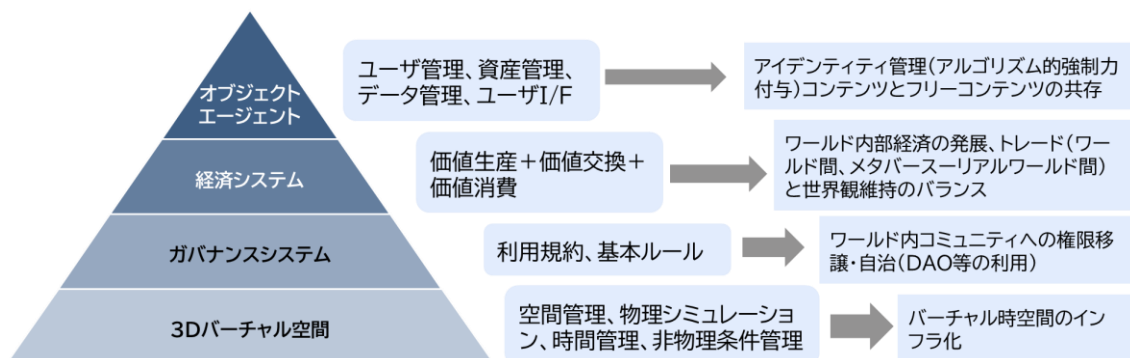 オブジェクト
エージェント
ユーザ管理、資産管理、
データ管理、ユーザI/F
アイデンティティ管理(アルゴリズム的強制力
付与)コンテンツとフリーコンテンツの共存
経済システム
価値生産+価値交換+
価値消費
ワールド内部経済の発展、トレード(ワー
ルド間、メタバースーリアルワールド間)
と世界観維持のバランス
ガバナンスシステム
利用規約、基本ルール
ワールド内コミュニティへの権限移
譲・自治(DAO等の利用)
3Dバーチャル空間
空間管理、物理シミュレーショ
ン、時間管理、非物理条件管理
バーチャル時空間のイン
フラ化